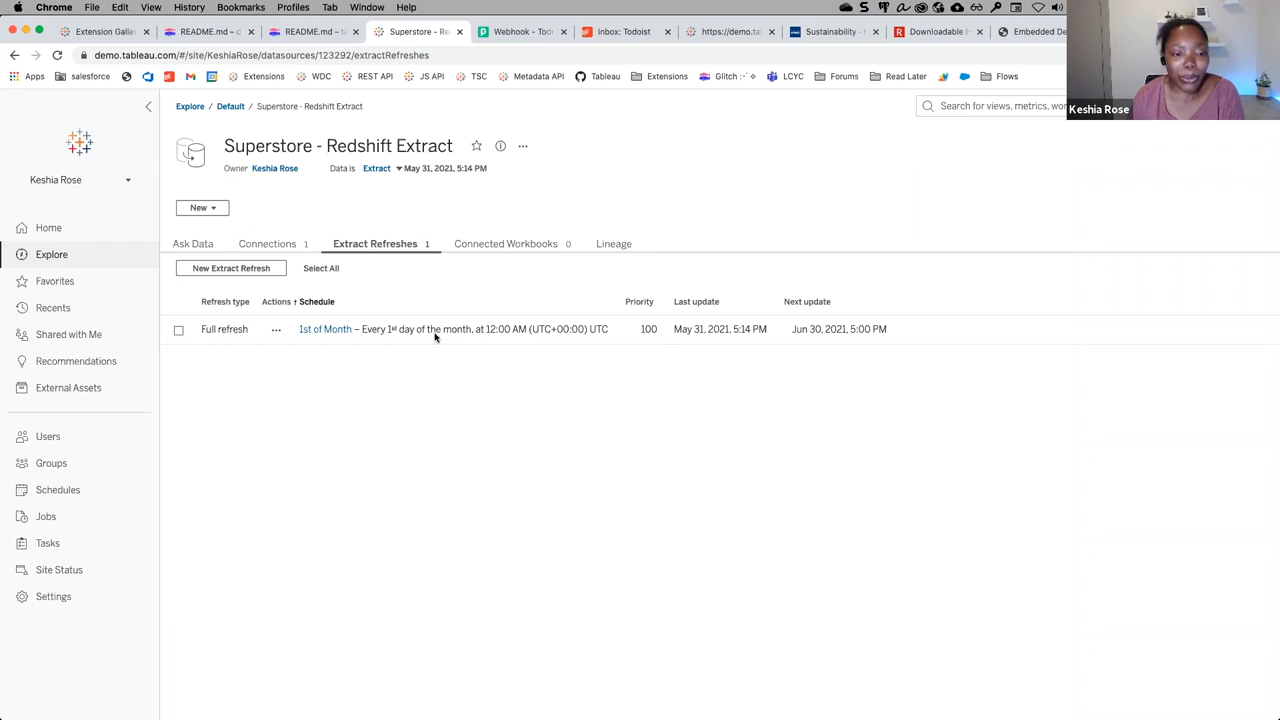 Chrome File Edit View History Bookmarks Profiles Tab Window Help
Extension Galle
README.md – d
README.md – ta
Superstore - Re
Webhook - Tod
Inbox: Todoist
https://demo.ta
Sustainability -
Downloadable H
Embedded De
demo.tableau.com/#/site/KeshiaRose/datasources/123292/extractRefreshes
Apps salesforce Extensions WDC REST API JS API TSC Metadata API Tableau Extensions Glitch :·ﾟ✧ LCYC Forums Read Later Flows
Keshia Rose
Explore / Default / Superstore - Redshift Extract
Search for views, metrics, wo
Superstore - Redshift Extract
Owner Keshia Rose Data is Extract May 31, 2021, 5:14 PM
Keshia Rose
New
Home
Explore
Favorites
Recents
Shared with Me
Recommendations
External Assets
Users
Groups
Schedules
Jobs
Tasks
Site Status
Settings
Ask Data Connections 1 Extract Refreshes 1 Connected Workbooks 0 Lineage
New Extract Refresh Select All
Refresh type Actions ↑ Schedule Priority Last update Next update
Full refresh 1st of Month – Every 1st day of the month, at 12:00 AM (UTC+00:00) UTC 100 May 31, 2021, 5:14 PM Jun 30, 2021, 5:00 PM